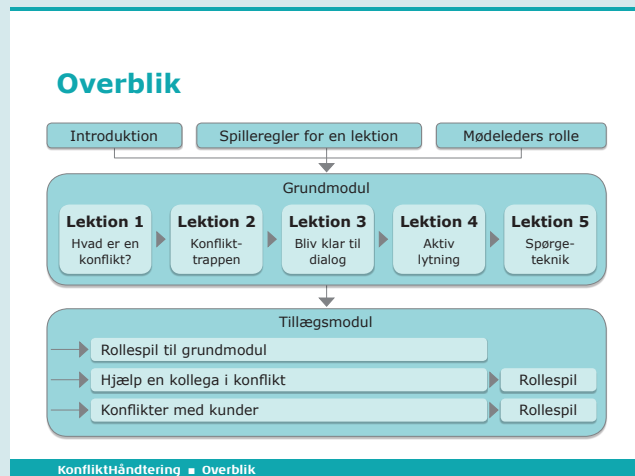 Overblik
Introduktion
Spilleregler for en lektion
Mødeleders rolle
Grundmodul
Lektion 1
Hvad er en
konflikt?
Lektion 2
Konflikt-
trappen
Lektion 3
Bliv klar til
dialog
Lektion 4
Aktiv
lytning
Lektion 5
Spørge-
teknik
Tillægsmodul
Rollespil til grundmodul
Hjælp en kollega i konflikt
Rollespil
Konflikter med kunder
Rollespil
KonfliktHåndtering ▪ Overblik